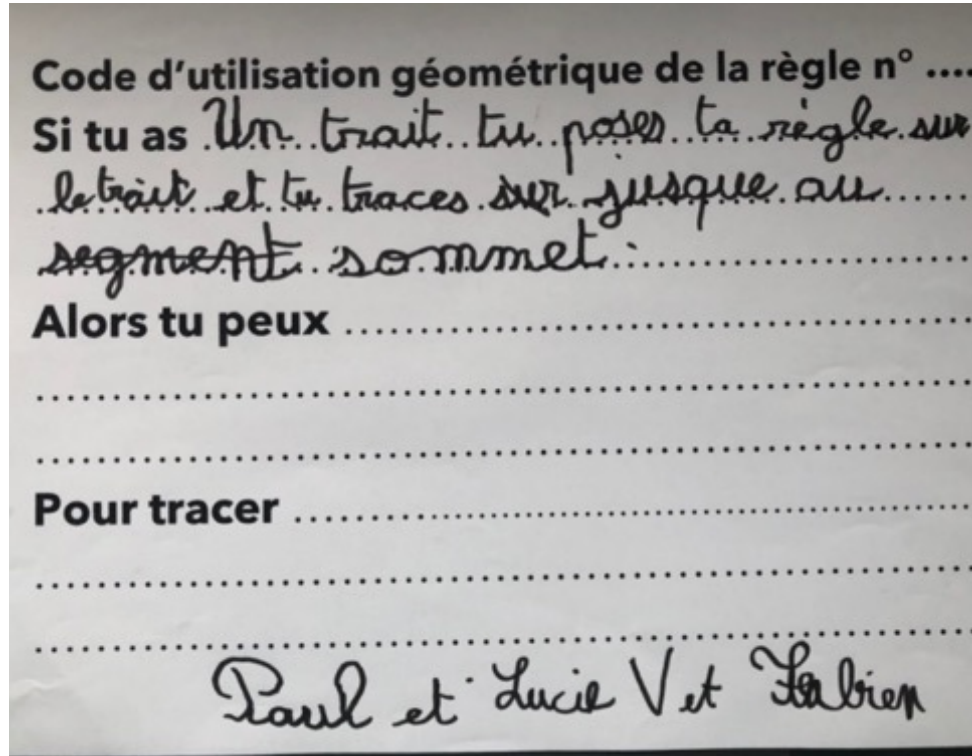 Code d'utilisation géométrique de la règle n° ....
Si tu as Un trait tu poses ta règle sur
le trait et tu traces sur jusque au
segment sommet.
Alors tu peux ..........
..........
..........
Pour tracer ..........
..........
..........
Paul et Lucie V et Fabien